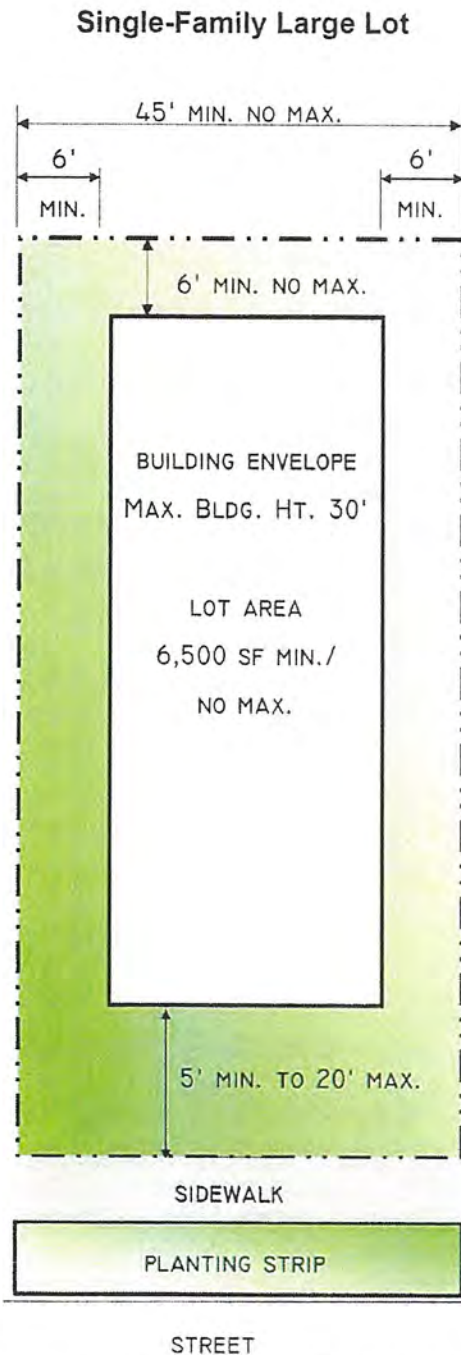 Single-Family Large Lot
45' MIN. NO MAX.
6' 6'
MIN. MIN.
6' MIN. NO MAX.
BUILDING ENVELOPE
MAX. BLDG. HT. 30'
LOT AREA
6,500 SF MIN./
NO MAX.
5' MIN. TO 20' MAX.
SIDEWALK
PLANTING STRIP
STREET